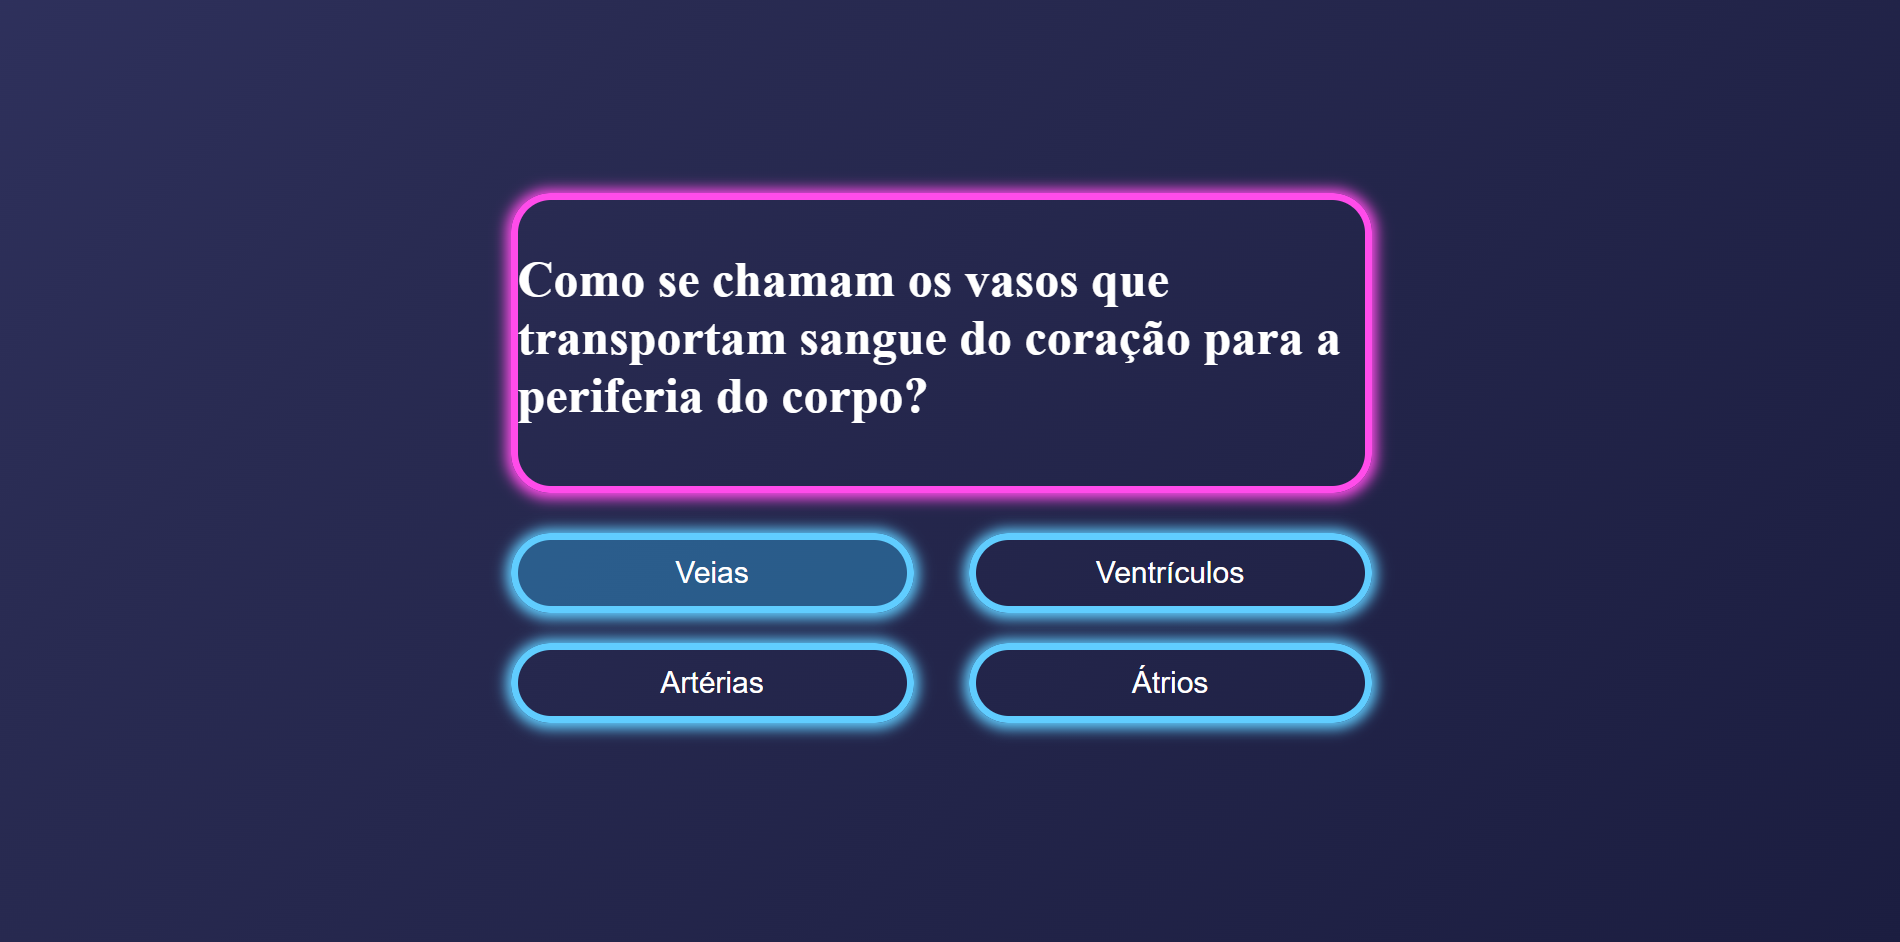 Como se chamam os vasos que
transportam sangue do coração para a
periferia do corpo?
Veias
Ventrículos
Artérias
Átrios